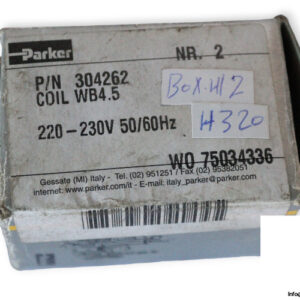 Parker
NR. 2
P/N 304262
COIL WB4.5
BOX.H12
220-230V 50/60Hz
H320
WO 75034336
Gessate (MI) Italy - Tel. (02) 951251 / Fax (02) 95382051
internet: www.parker.com/it - E-mail: italy_parker@parker.com